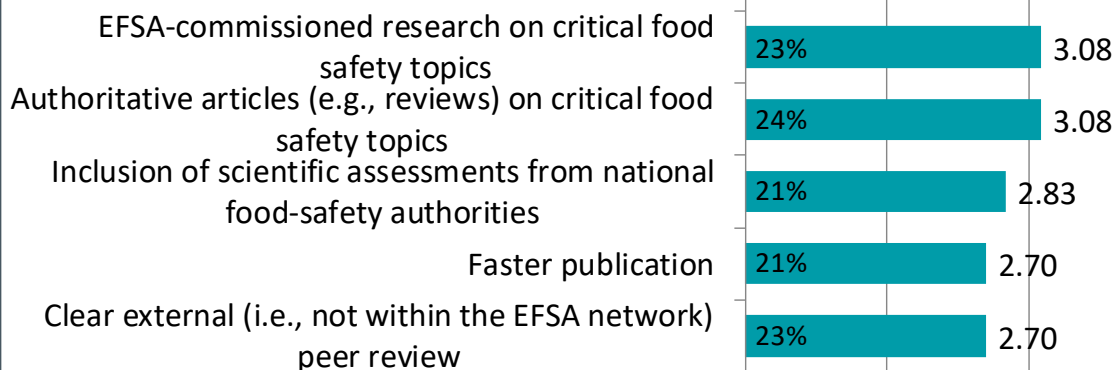 EFSA-commissioned research on critical food
safety topics
23%
3.08
Authoritative articles (e.g., reviews) on critical food
safety topics
24%
3.08
Inclusion of scientific assessments from national
food-safety authorities
21%
2.83
Faster publication
21%
2.70
Clear external (i.e., not within the EFSA network)
peer review
23%
2.70